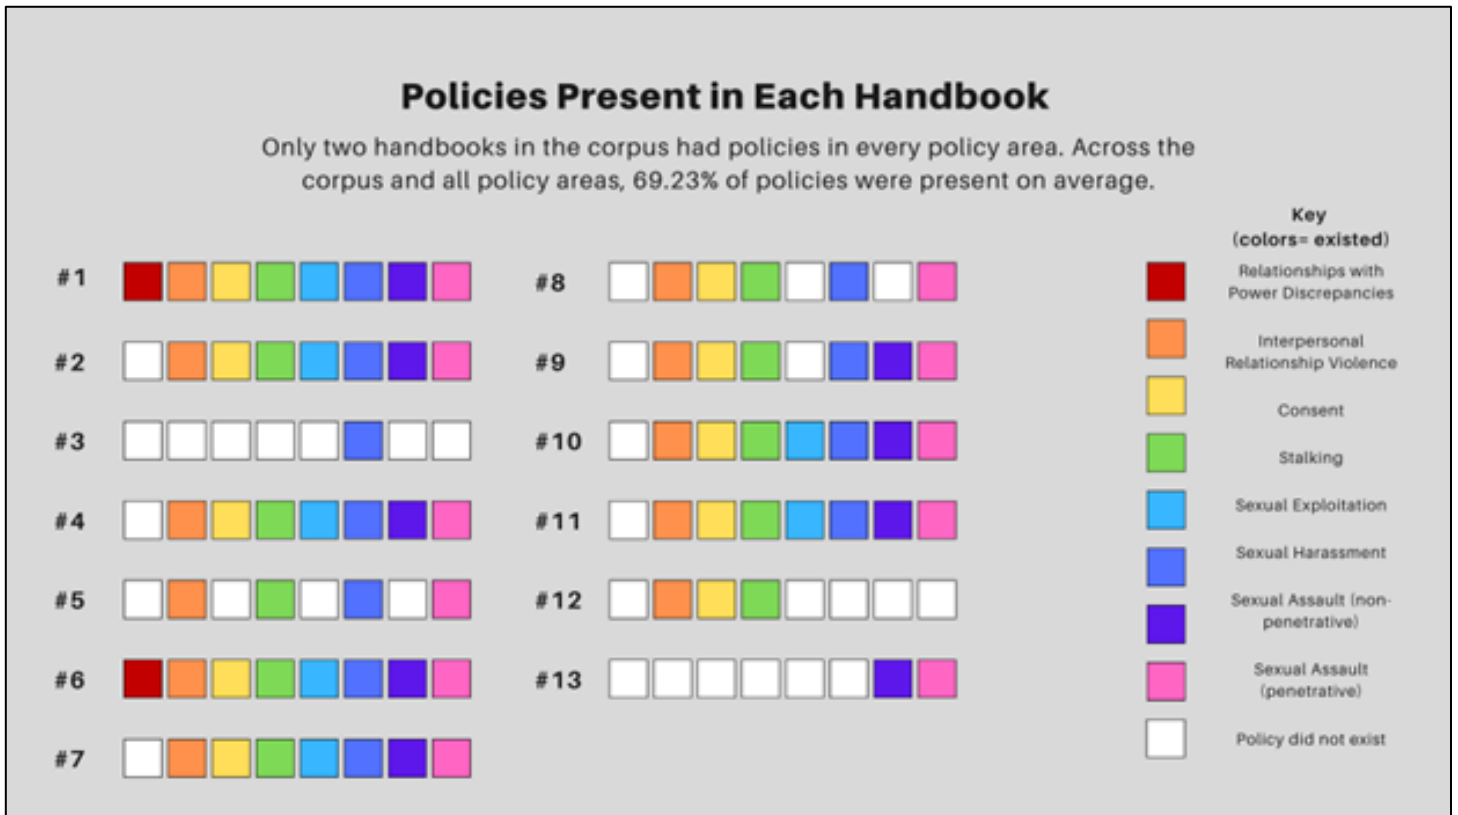 Policies Present in Each Handbook
Only two handbooks in the corpus had policies in every policy area. Across the
corpus and all policy areas, 69.23% of policies were present on average.
#1
#2
#3
#4
#5
#6
#7
#8
#9
#10
#11
#12
#13
Key
(colors= existed)
Relationships with
Power Discrepancies
Interpersonal
Relationship Violence
Consent
Stalking
Sexual Exploitation
Sexual Harassment
Sexual Assault (non-
penetrative)
Sexual Assault
(penetrative)
Policy did not exist